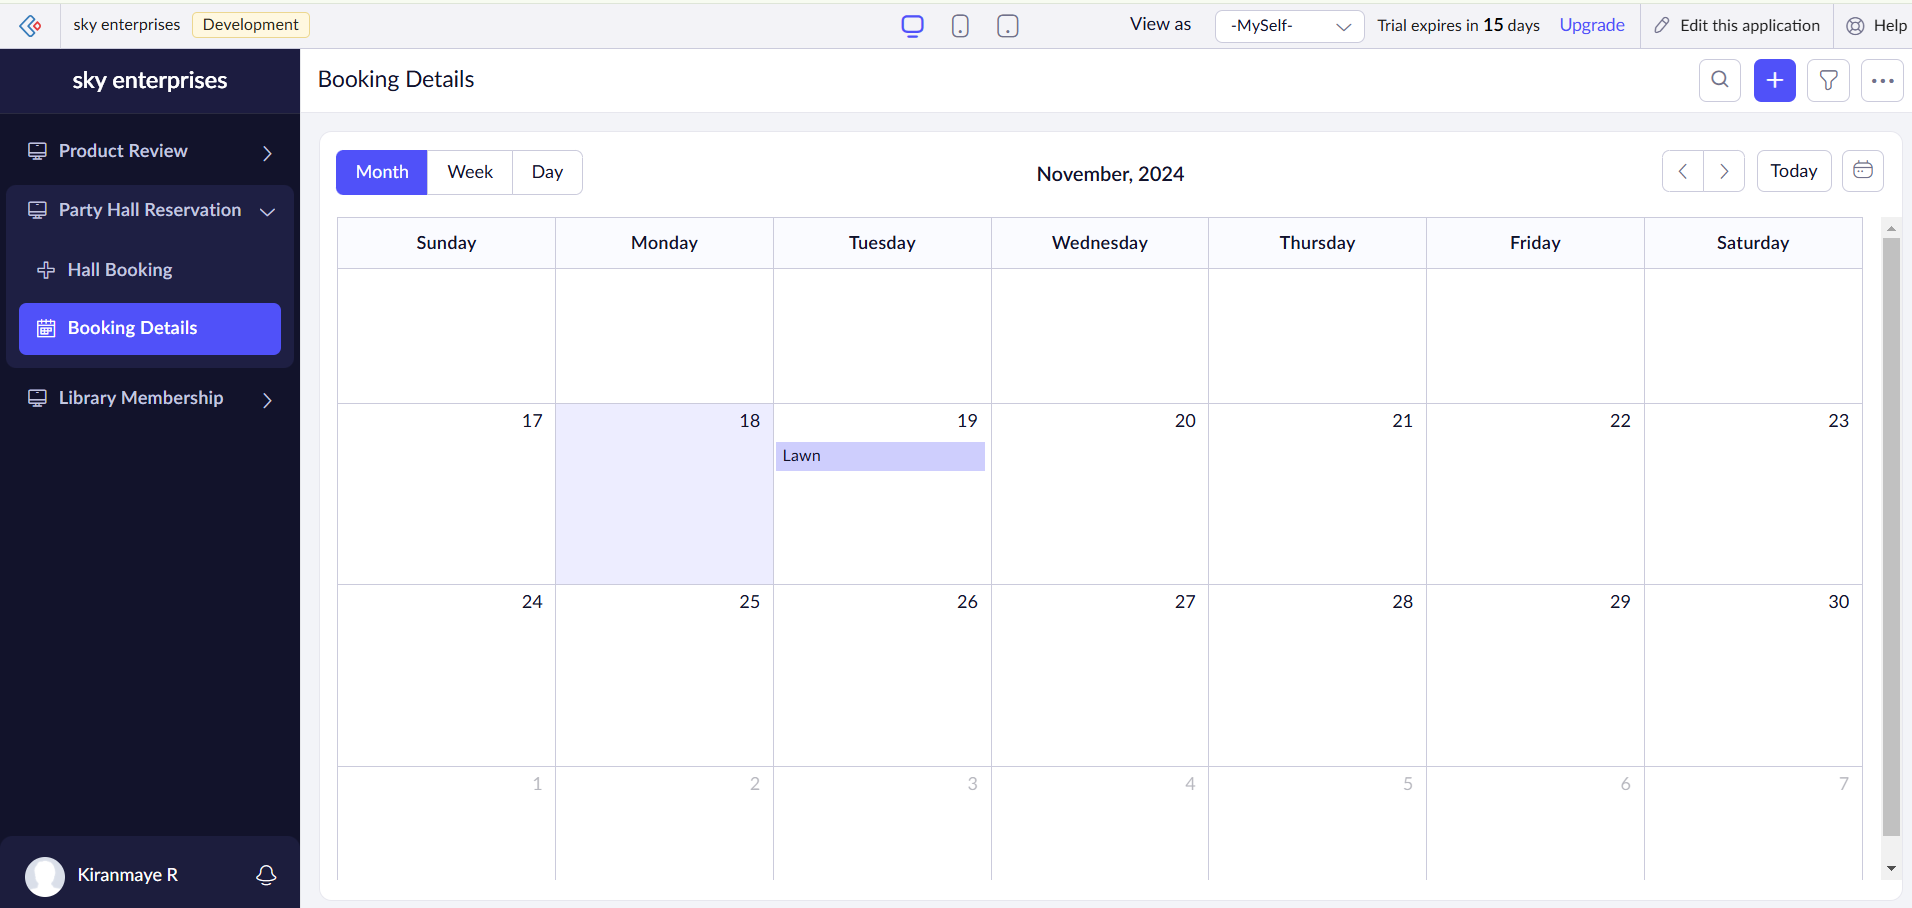 sky enterprises Development View as -MySelf- Trial expires in 15 days Upgrade Edit this application Help
sky enterprises
Product Review
Party Hall Reservation
Hall Booking
Booking Details
Library Membership
Kiranmaye R
Booking Details
Month Week Day November, 2024 Today
Sunday Monday Tuesday Wednesday Thursday Friday Saturday
17 18 19 20 21 22 23
Lawn
24 25 26 27 28 29 30
1 2 3 4 5 6 7